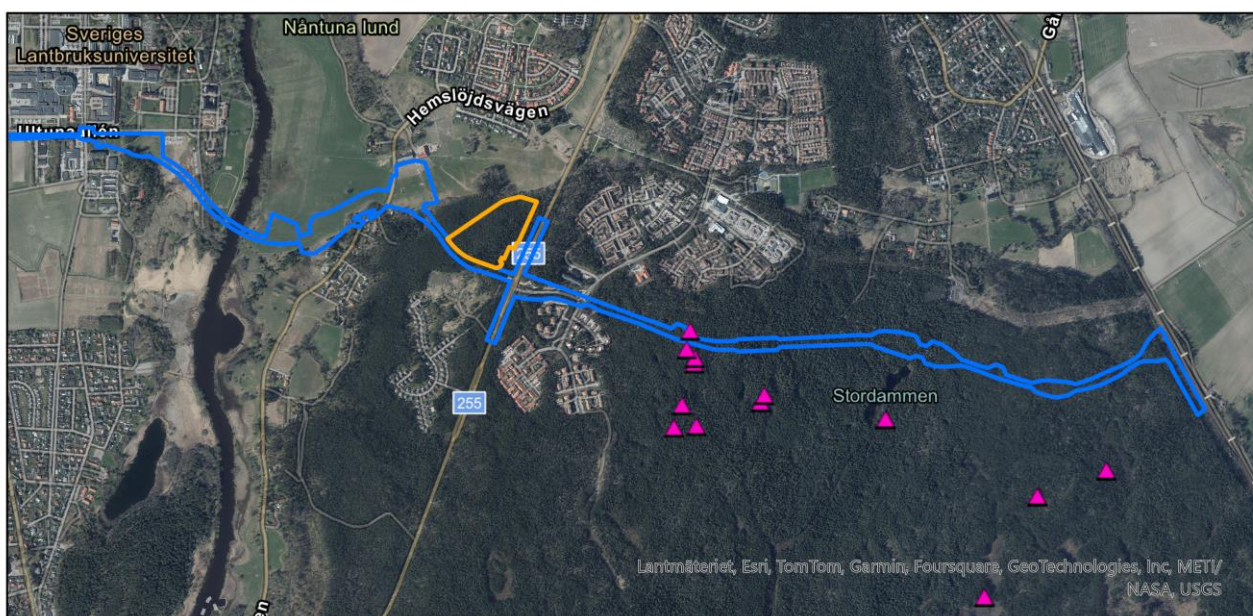 Sveriges
Lantbruksuniversitet
Nåntuna lund
Hemslöjdsvägen
255
255
Stordammen
Lantmäteriet, Esri, TomTom, Garmin, Foursquare, GeoTechnologies, Inc, METI/
NASA, USGS